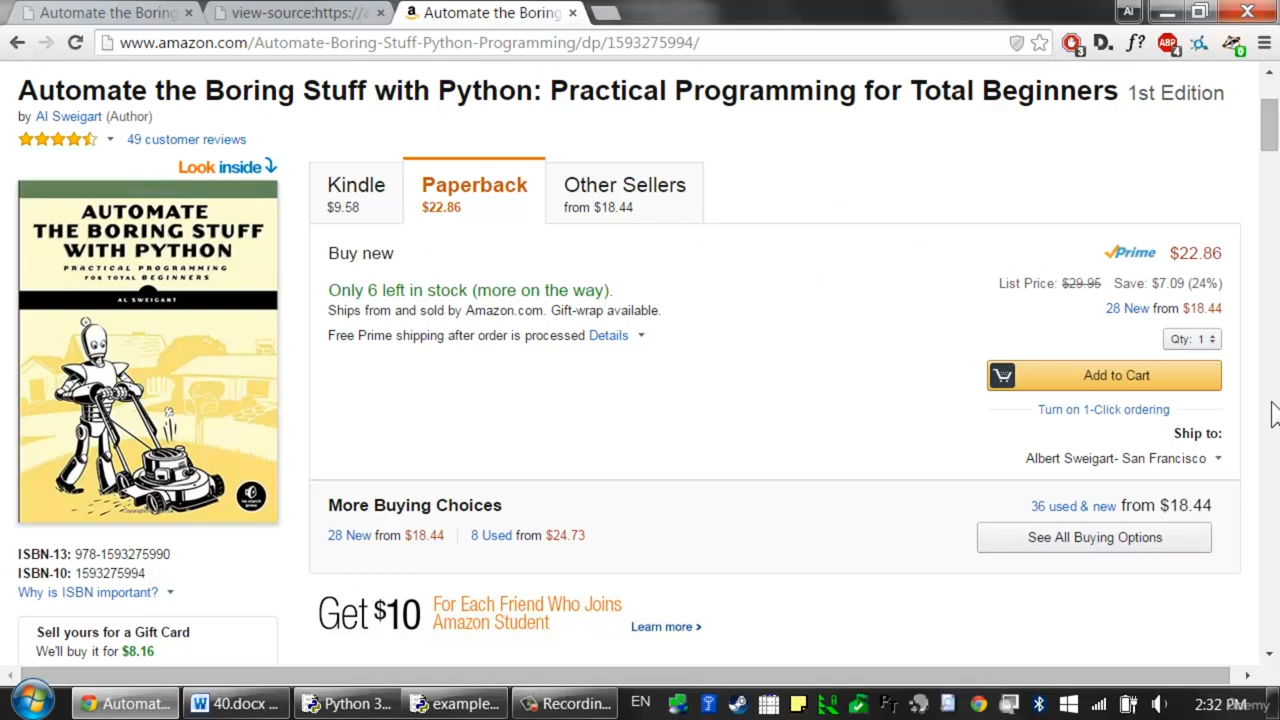 Automate the Boring
view-source:https://a
Automate the Boring
AI
www.amazon.com/Automate-Boring-Stuff-Python-Programming/dp/1593275994/
3
D.
f?
ABP
4
0
Automate the Boring Stuff with Python: Practical Programming for Total Beginners 1st Edition
by Al Sweigart (Author)
49 customer reviews
Look inside
AUTOMATE
THE BORING STUFF
WITH PYTHON
PRACTICAL PROGRAMMING
FOR TOTAL BEGINNERS
AL SWEIGART
Kindle
$9.58
Paperback
$22.86
Other Sellers
from $18.44
Buy new
Prime $22.86
Only 6 left in stock (more on the way).
List Price: $29.95 Save: $7.09 (24%)
Ships from and sold by Amazon.com. Gift-wrap available.
28 New from $18.44
Free Prime shipping after order is processed Details
Qty: 1
Add to Cart
Turn on 1-Click ordering
Ship to:
Albert Sweigart- San Francisco
More Buying Choices
36 used & new from $18.44
28 New from $18.44 | 8 Used from $24.73
See All Buying Options
ISBN-13: 978-1593275990
ISBN-10: 1593275994
Why is ISBN important?
Get $10
For Each Friend Who Joins
Amazon Student
Learn more ›
Sell yours for a Gift Card
We'll buy it for $8.16
Automat...
40.docx ...
Python 3...
example...
Recordin...
EN
2:32 PM